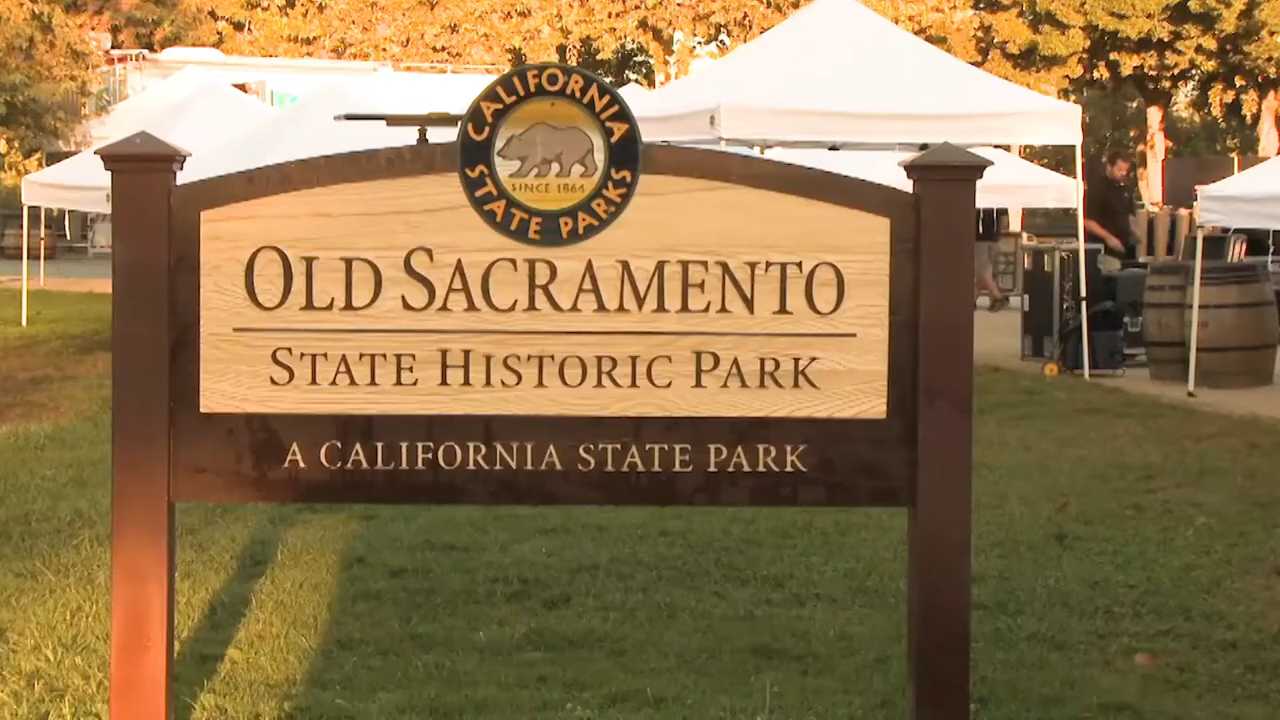 CALIFORNIA
SINCE 1864
STATE PARKS
OLD SACRAMENTO
STATE HISTORIC PARK
A CALIFORNIA STATE PARK